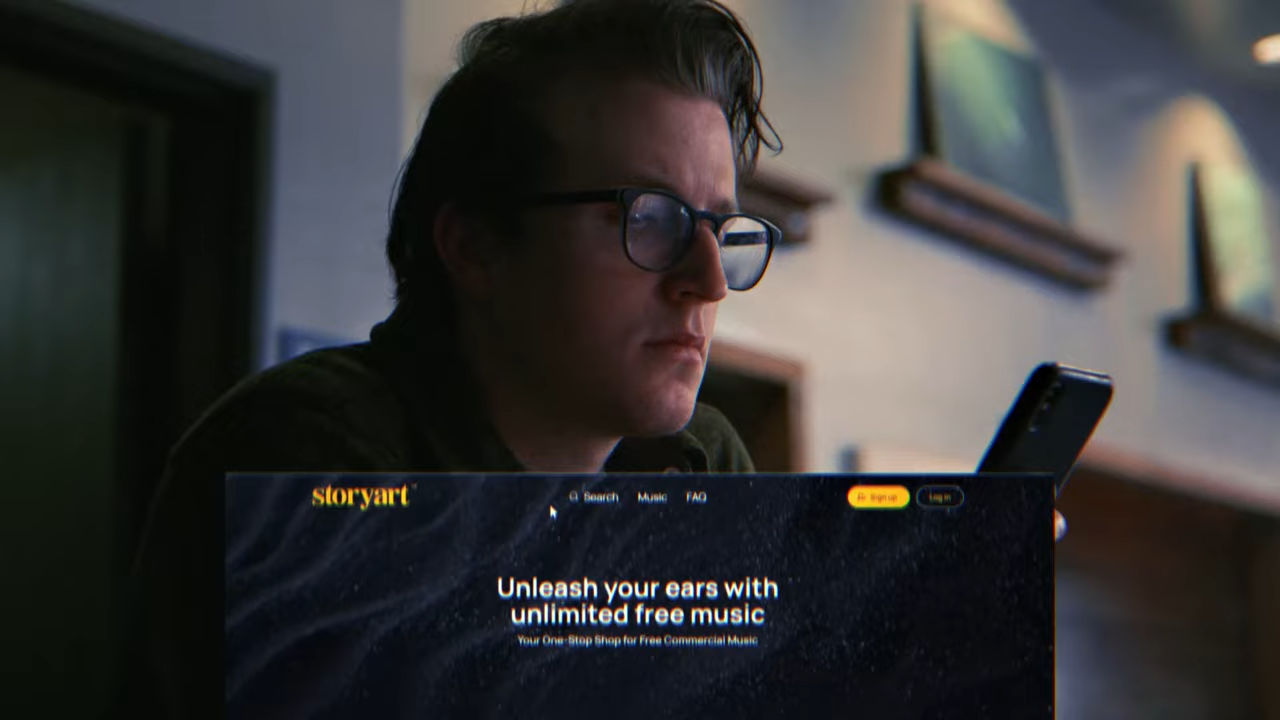 storyart
Search Music FAQ
Sign up Log in
Unleash your ears with
unlimited free music
Your One-Stop Shop for Free Commercial Music